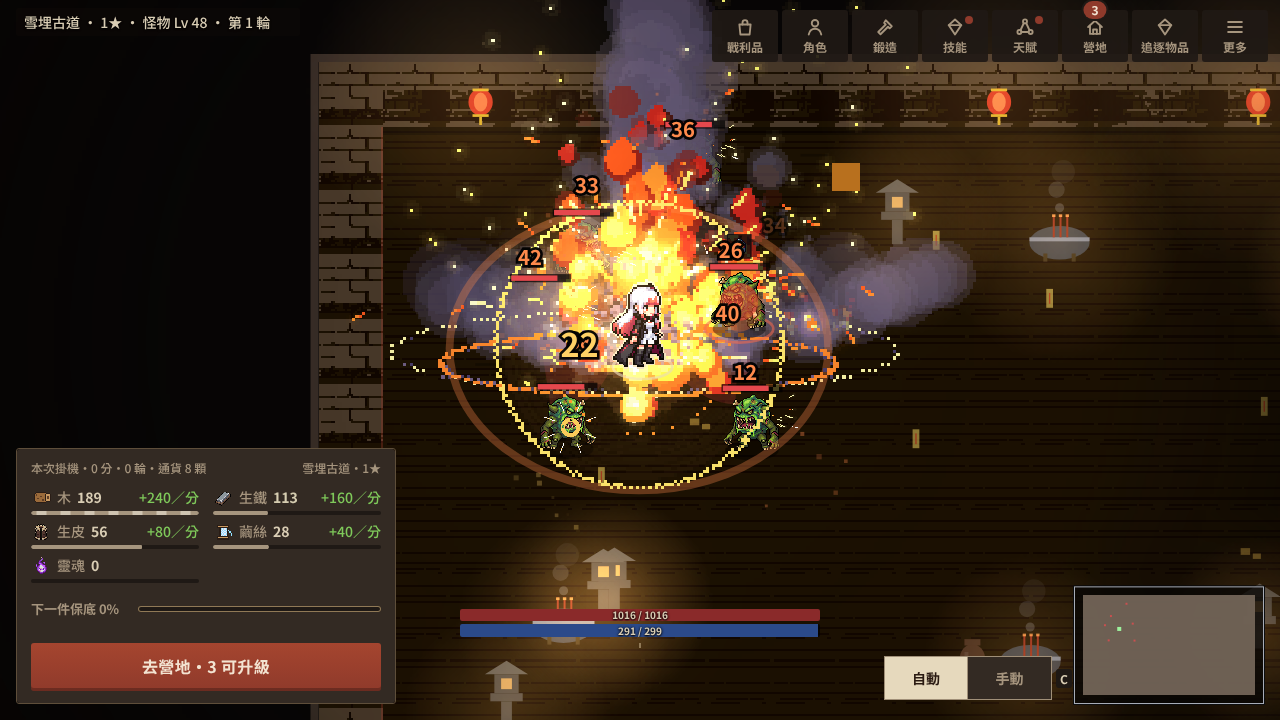 雪埋古道 · 1★ · 怪物 Lv 48 · 第 1 輪
3
戰利品
角色
鍛造
技能
天賦
營地
追逐物品
更多
36
33
34
42
26
40
22
12
本次掛機·0 分·0 輪·通貨 8 顆
雪埋古道·1★
木 189 +240／分
生鐵 113 +160／分
生皮 56 +80／分
繭絲 28 +40／分
靈魂 0
下一件保底 0%
去營地·3 可升級
1016 / 1016
291 / 299
自動
手動
C